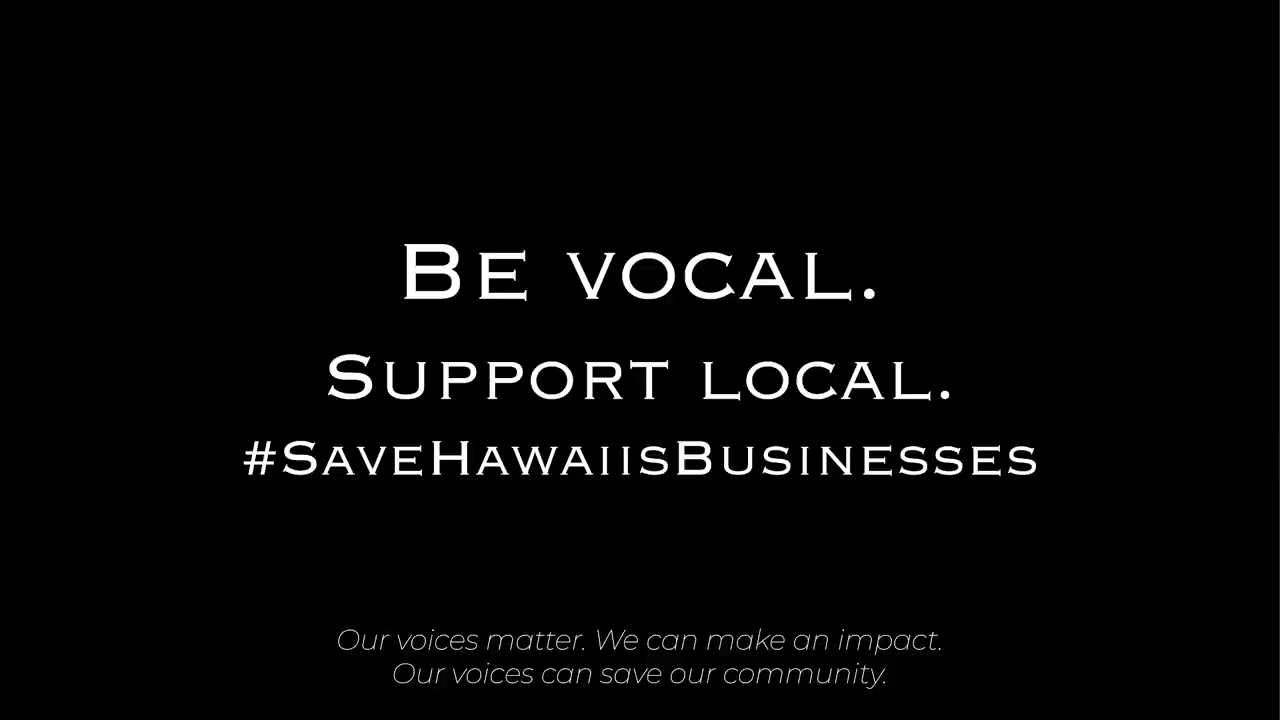 Be vocal.
Support local.
#SaveHawaiisBusinesses
Our voices matter. We can make an impact.
Our voices can save our community.